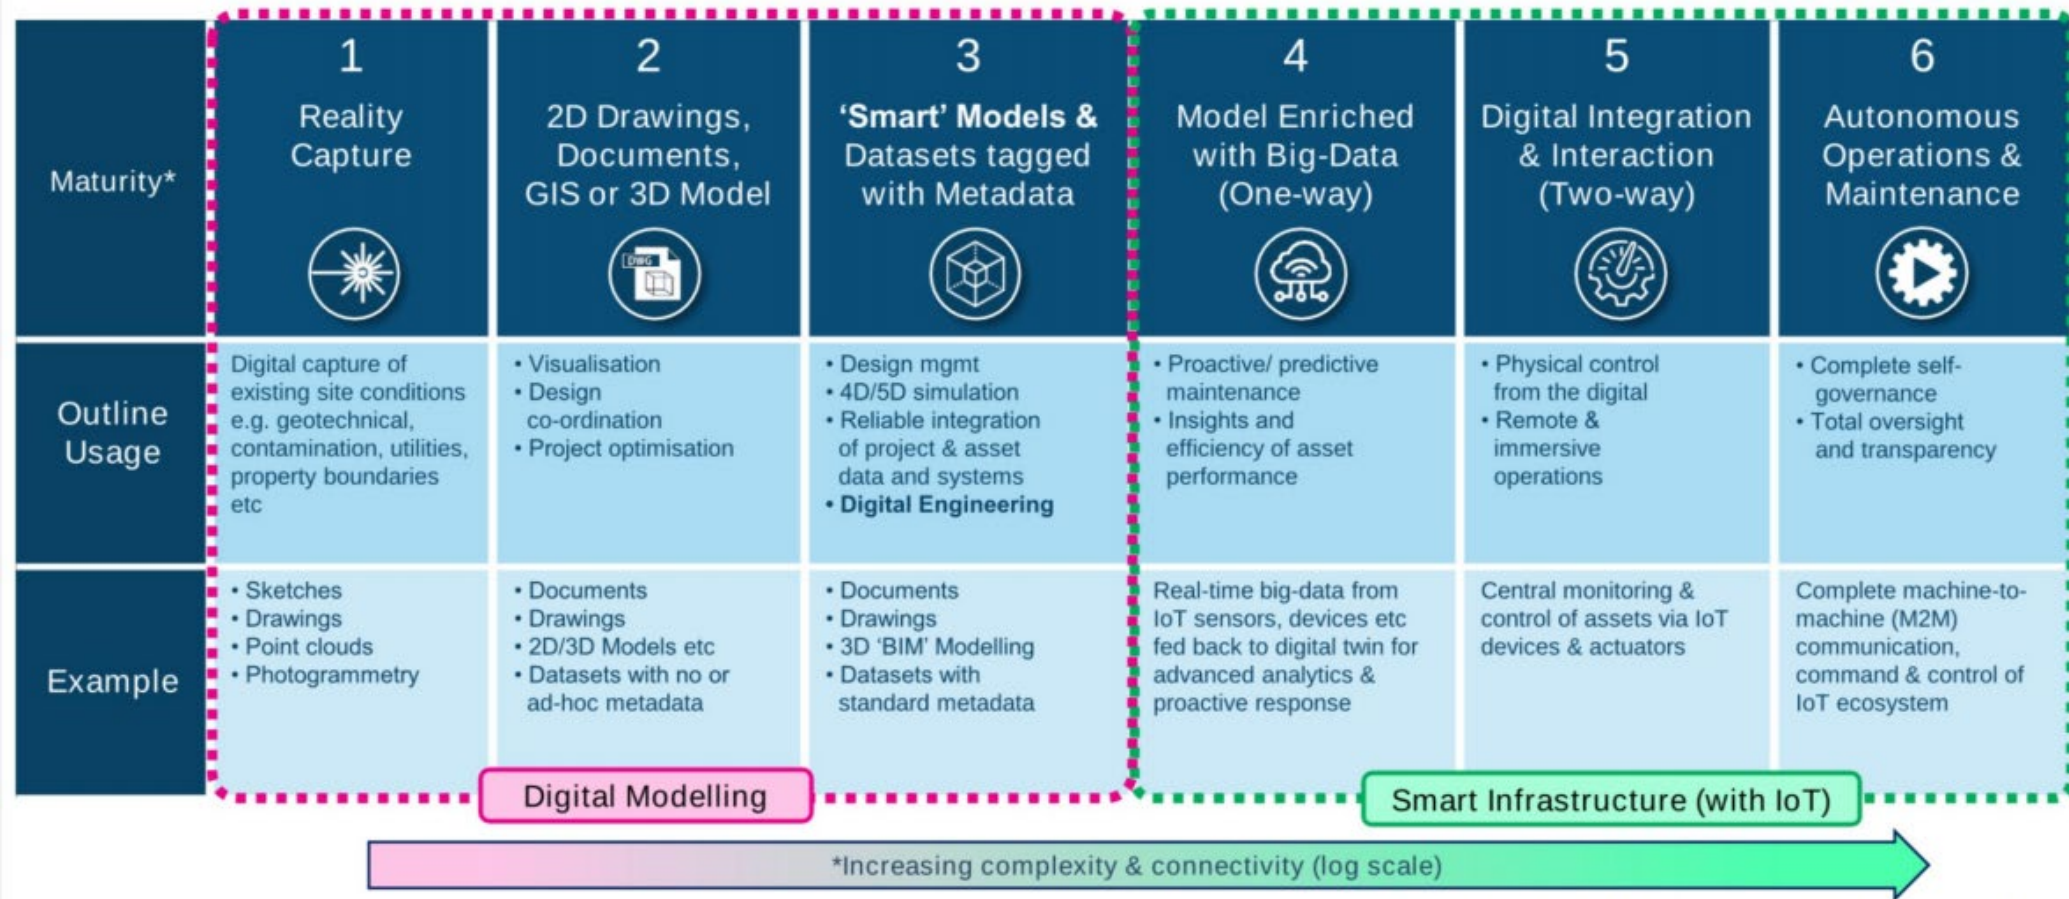 Maturity*
1
Reality
Capture
2
2D Drawings,
Documents,
GIS or 3D Model
DWG
3
‘Smart’ Models &
Datasets tagged
with Metadata
4
Model Enriched
with Big-Data
(One-way)
5
Digital Integration
& Interaction
(Two-way)
6
Autonomous
Operations &
Maintenance
Outline
Usage
Digital capture of
existing site conditions
e.g. geotechnical,
contamination, utilities,
property boundaries
etc
• Visualisation
• Design
co-ordination
• Project optimisation
• Design mgmt
• 4D/5D simulation
• Reliable integration
of project & asset
data and systems
• Digital Engineering
• Proactive/ predictive
maintenance
• Insights and
efficiency of asset
performance
• Physical control
from the digital
• Remote &
immersive
operations
• Complete self-
governance
• Total oversight
and transparency
Example
• Sketches
• Drawings
• Point clouds
• Photogrammetry
• Documents
• Drawings
• 2D/3D Models etc
• Datasets with no or
ad-hoc metadata
• Documents
• Drawings
• 3D ‘BIM’ Modelling
• Datasets with
standard metadata
Real-time big-data from
IoT sensors, devices etc
fed back to digital twin for
advanced analytics &
proactive response
Central monitoring &
control of assets via IoT
devices & actuators
Complete machine-to-
machine (M2M)
communication,
command & control of
IoT ecosystem
Digital Modelling
Smart Infrastructure (with IoT)
*Increasing complexity & connectivity (log scale)